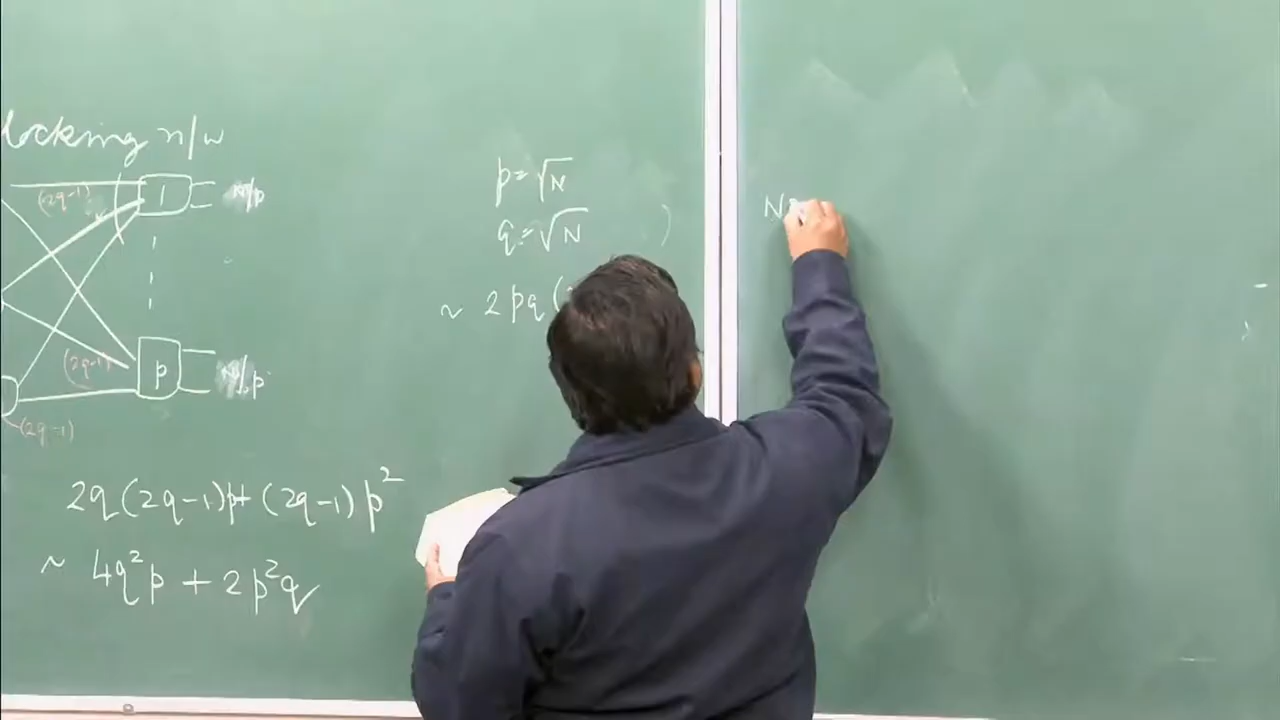 locking n/w
(2q-1)
1
N/p
(2q-1)
p
N/p
(2q-1)
2q(2q-1)p+(2q-1)p²
~ 4q²p + 2p²q
p=√N
q=√N
~ 2pq(
)
N=